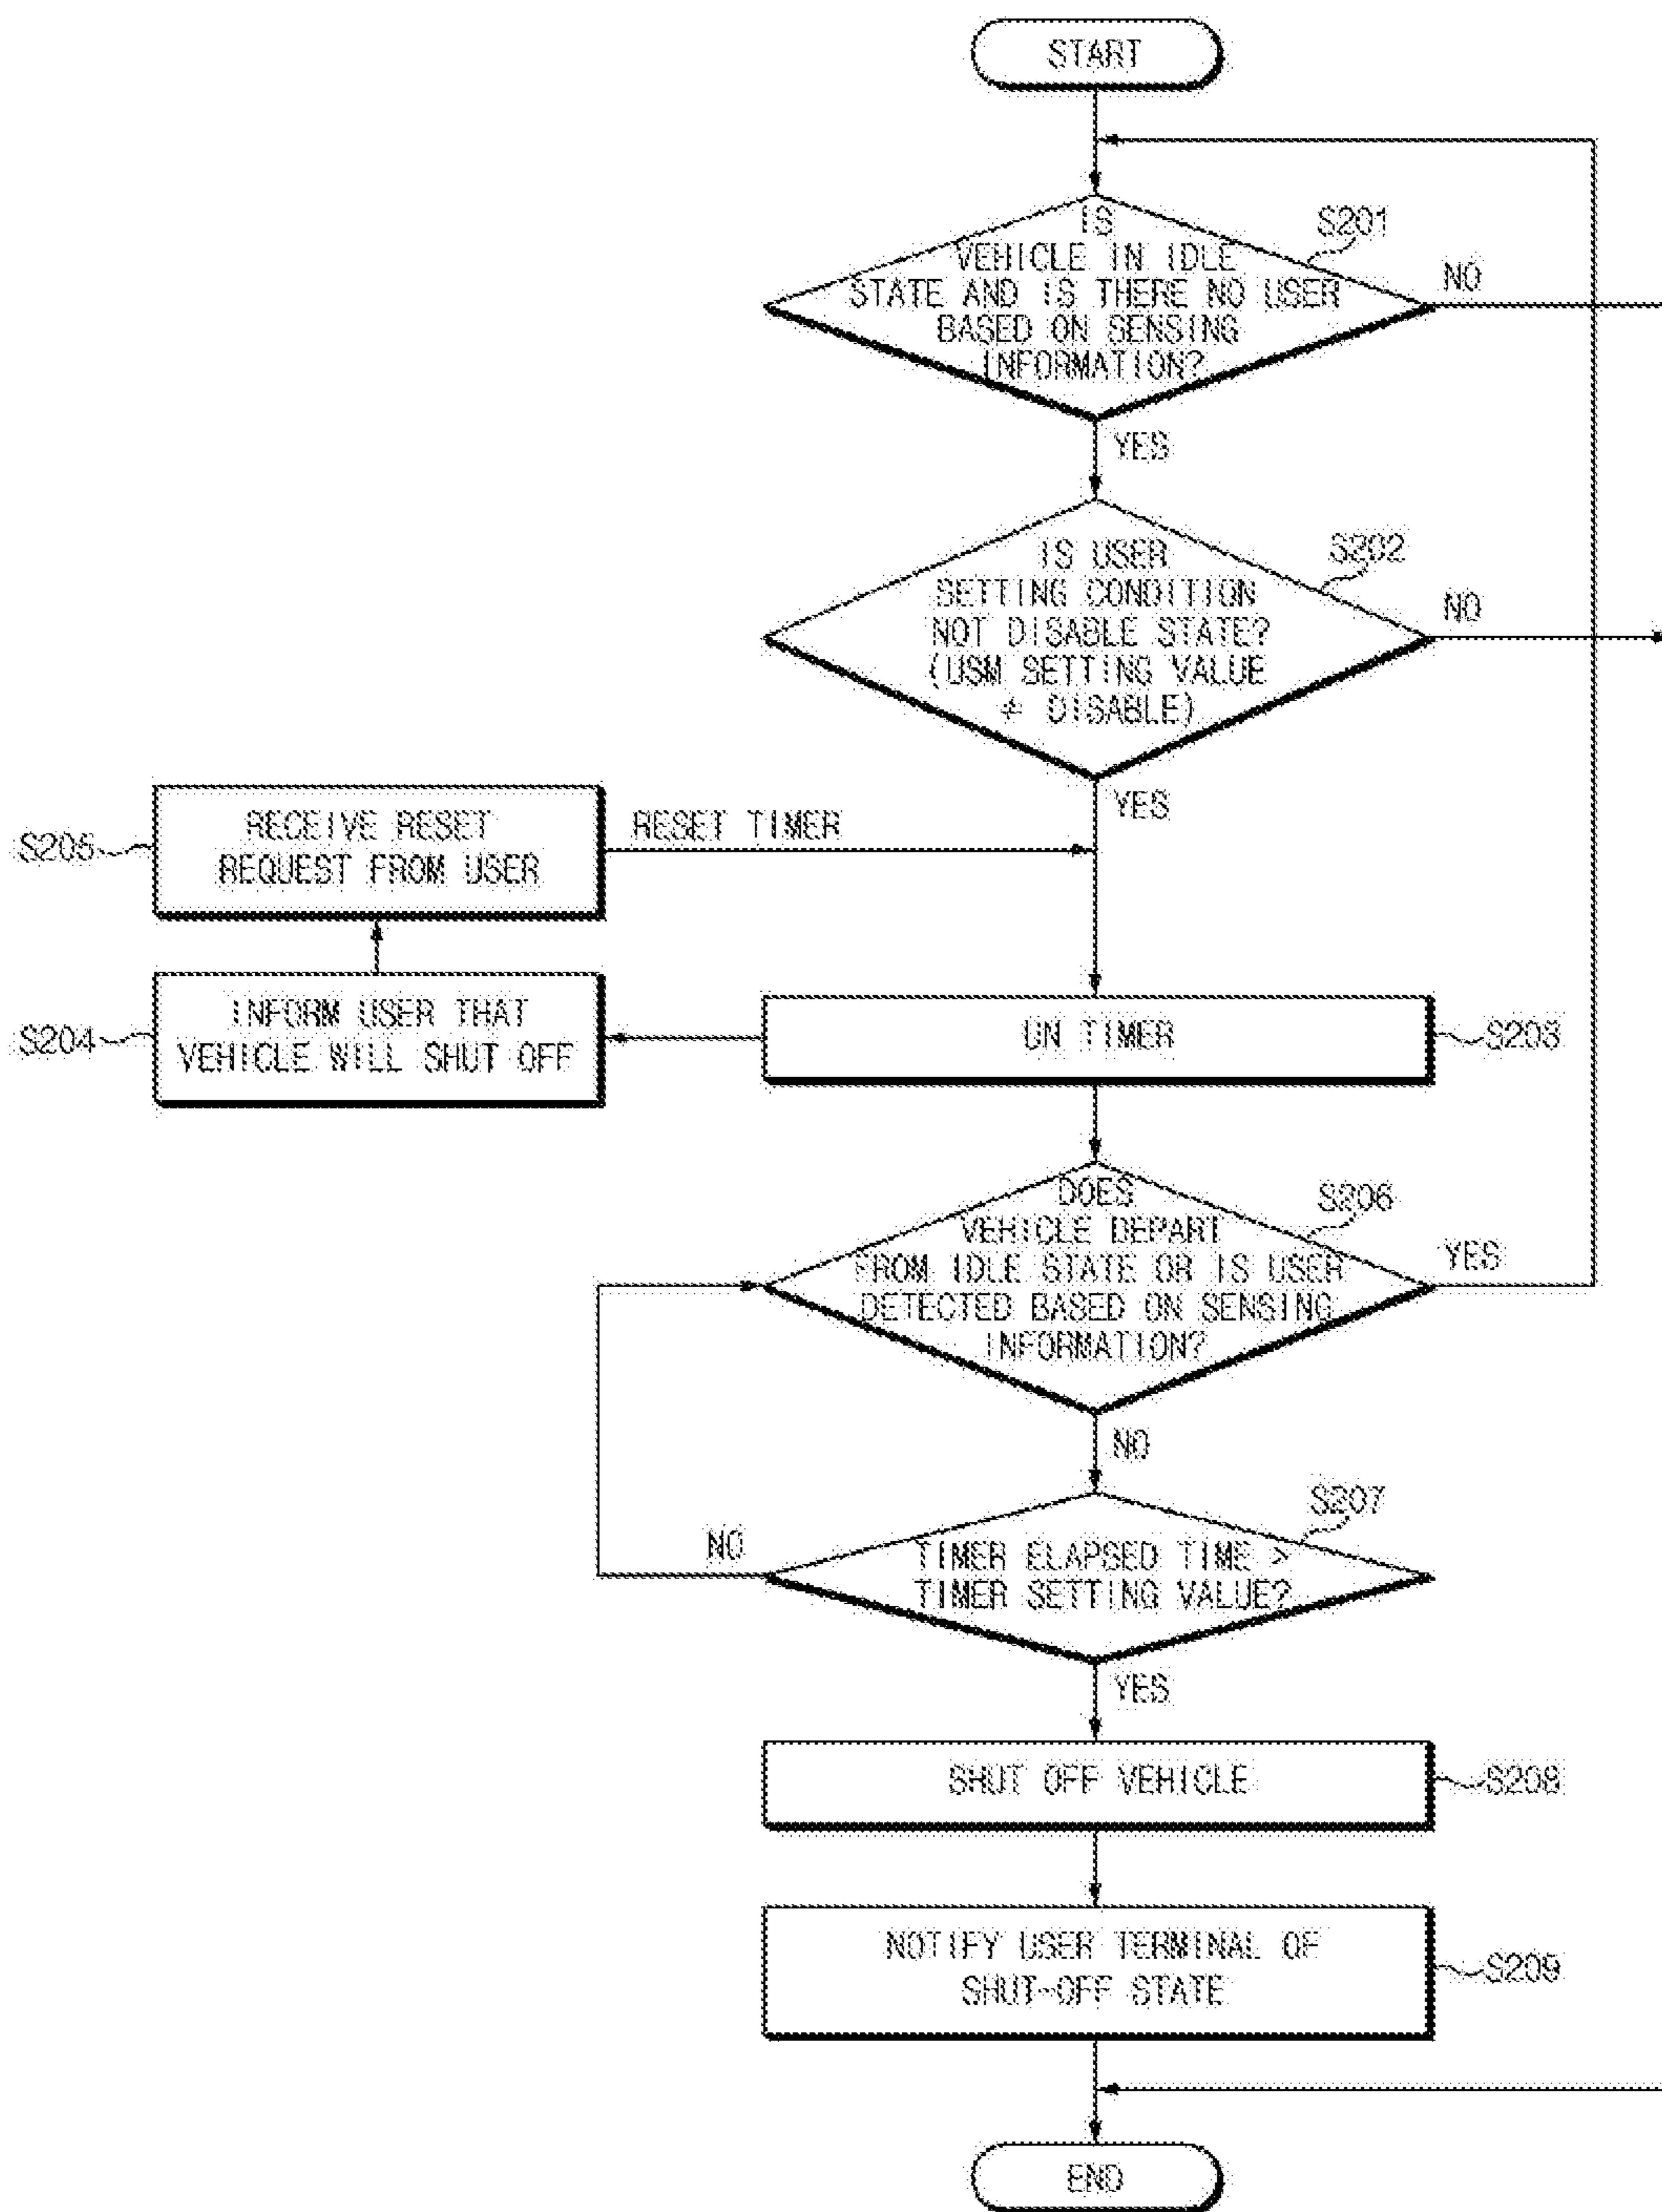 START
S201
IS
VEHICLE IN IDLE
STATE AND IS THERE NO USER
BASED ON SENSING
INFORMATION?
NO
YES
S202
IS USER
SETTING CONDITION
NOT DISABLE STATE?
(USM SETTING VALUE
≠ DISABLE)
NO
YES
S205
RECEIVE RESET
REQUEST FROM USER
RESET TIMER
S204
INFORM USER THAT
VEHICLE WILL SHUT OFF
UN TIMER
S203
S206
DOES
VEHICLE DEPART
FROM IDLE STATE OR IS USER
DETECTED BASED ON SENSING
INFORMATION?
YES
NO
S207
NO
TIMER ELAPSED TIME >
TIMER SETTING VALUE?
YES
SHUT OFF VEHICLE
S208
NOTIFY USER TERMINAL OF
SHUT-OFF STATE
S209
END